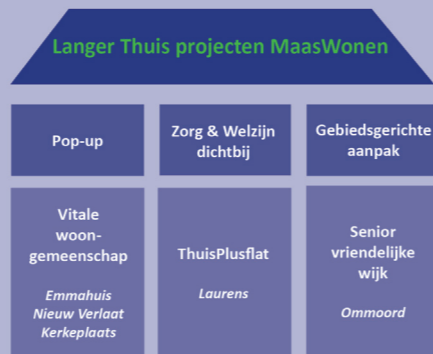 Langer Thuis projecten MaasWonen
Pop-up
Zorg & Welzijn
dichtbij
Gebiedsgerichte
aanpak
Vitale
woon-
gemeenschap
Emmahuis
Nieuw Verlaat
Kerkeplaats
ThuisPlusflat
Laurens
Senior
vriendelijke
wijk
Ommoord